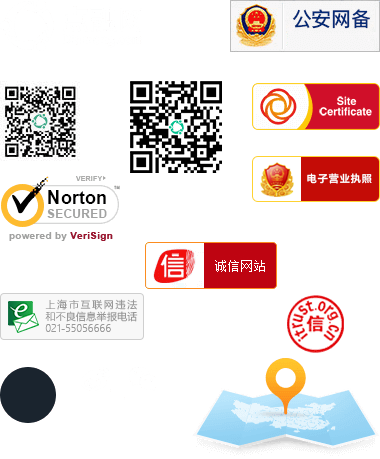 公安网备
Site
Certificate
电子营业执照
VERIFY
Norton
™
SECURED
powered by VeriSign
信
诚信网站
上海市互联网违法
和不良信息举报电话
021-55056666
itrust.org.cn
信